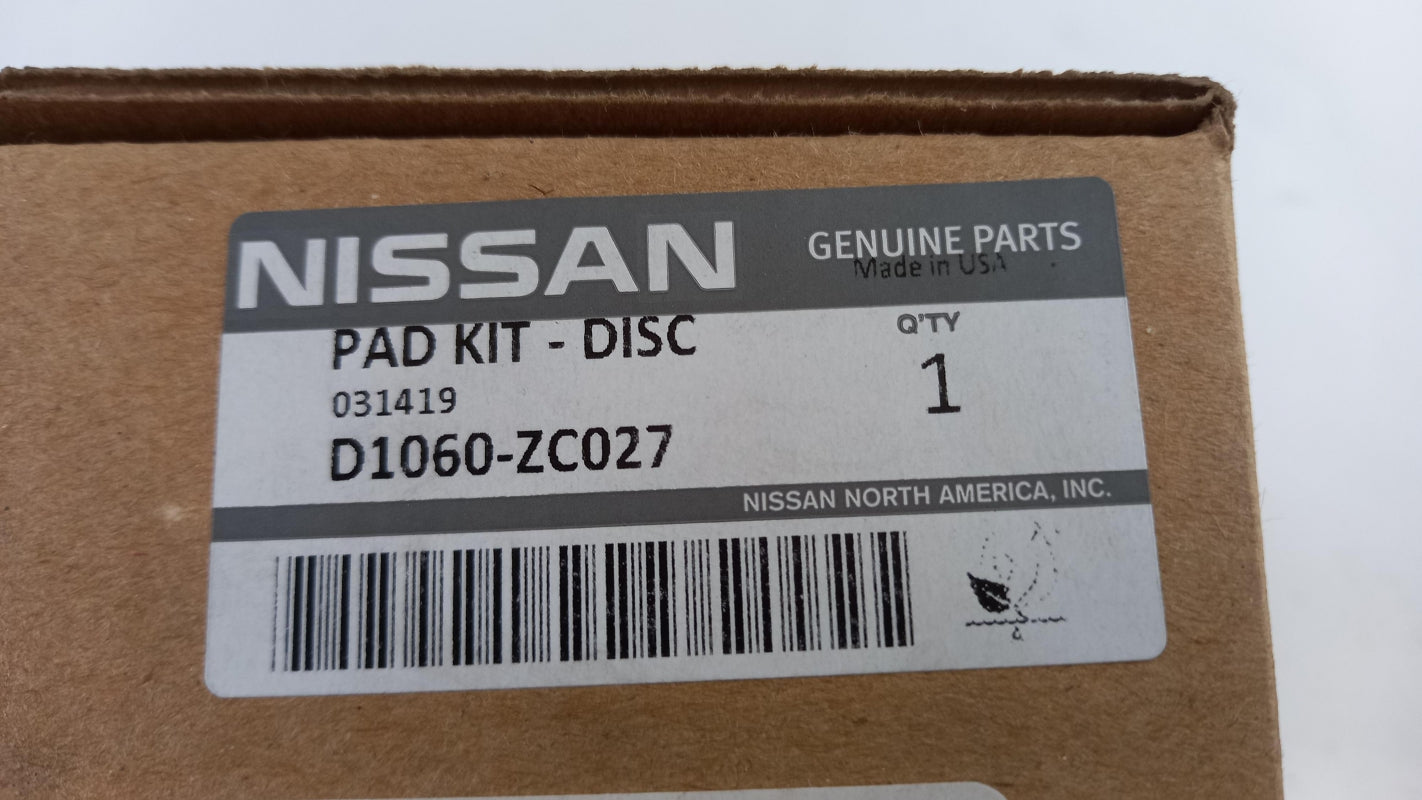 NISSAN
GENUINE PARTS
Made in USA
PAD KIT - DISC
Q'TY
031419
1
D1060-ZC027
NISSAN NORTH AMERICA, INC.